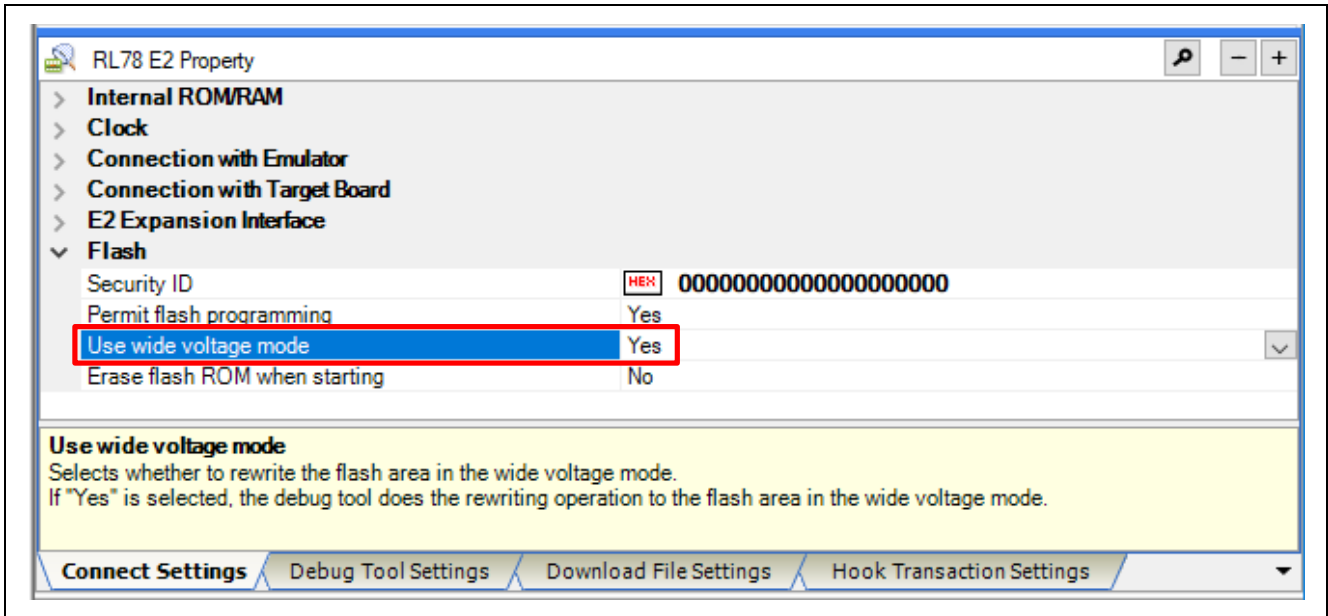 RL78 E2 Property
Internal ROM/RAM
Clock
Connection with Emulator
Connection with Target Board
E2 Expansion Interface
Flash
Security ID HEX 00000000000000000000
Permit flash programming Yes
Use wide voltage mode Yes
Erase flash ROM when starting No
Use wide voltage mode
Selects whether to rewrite the flash area in the wide voltage mode.
If "Yes" is selected, the debug tool does the rewriting operation to the flash area in the wide voltage mode.
Connect Settings Debug Tool Settings Download File Settings Hook Transaction Settings